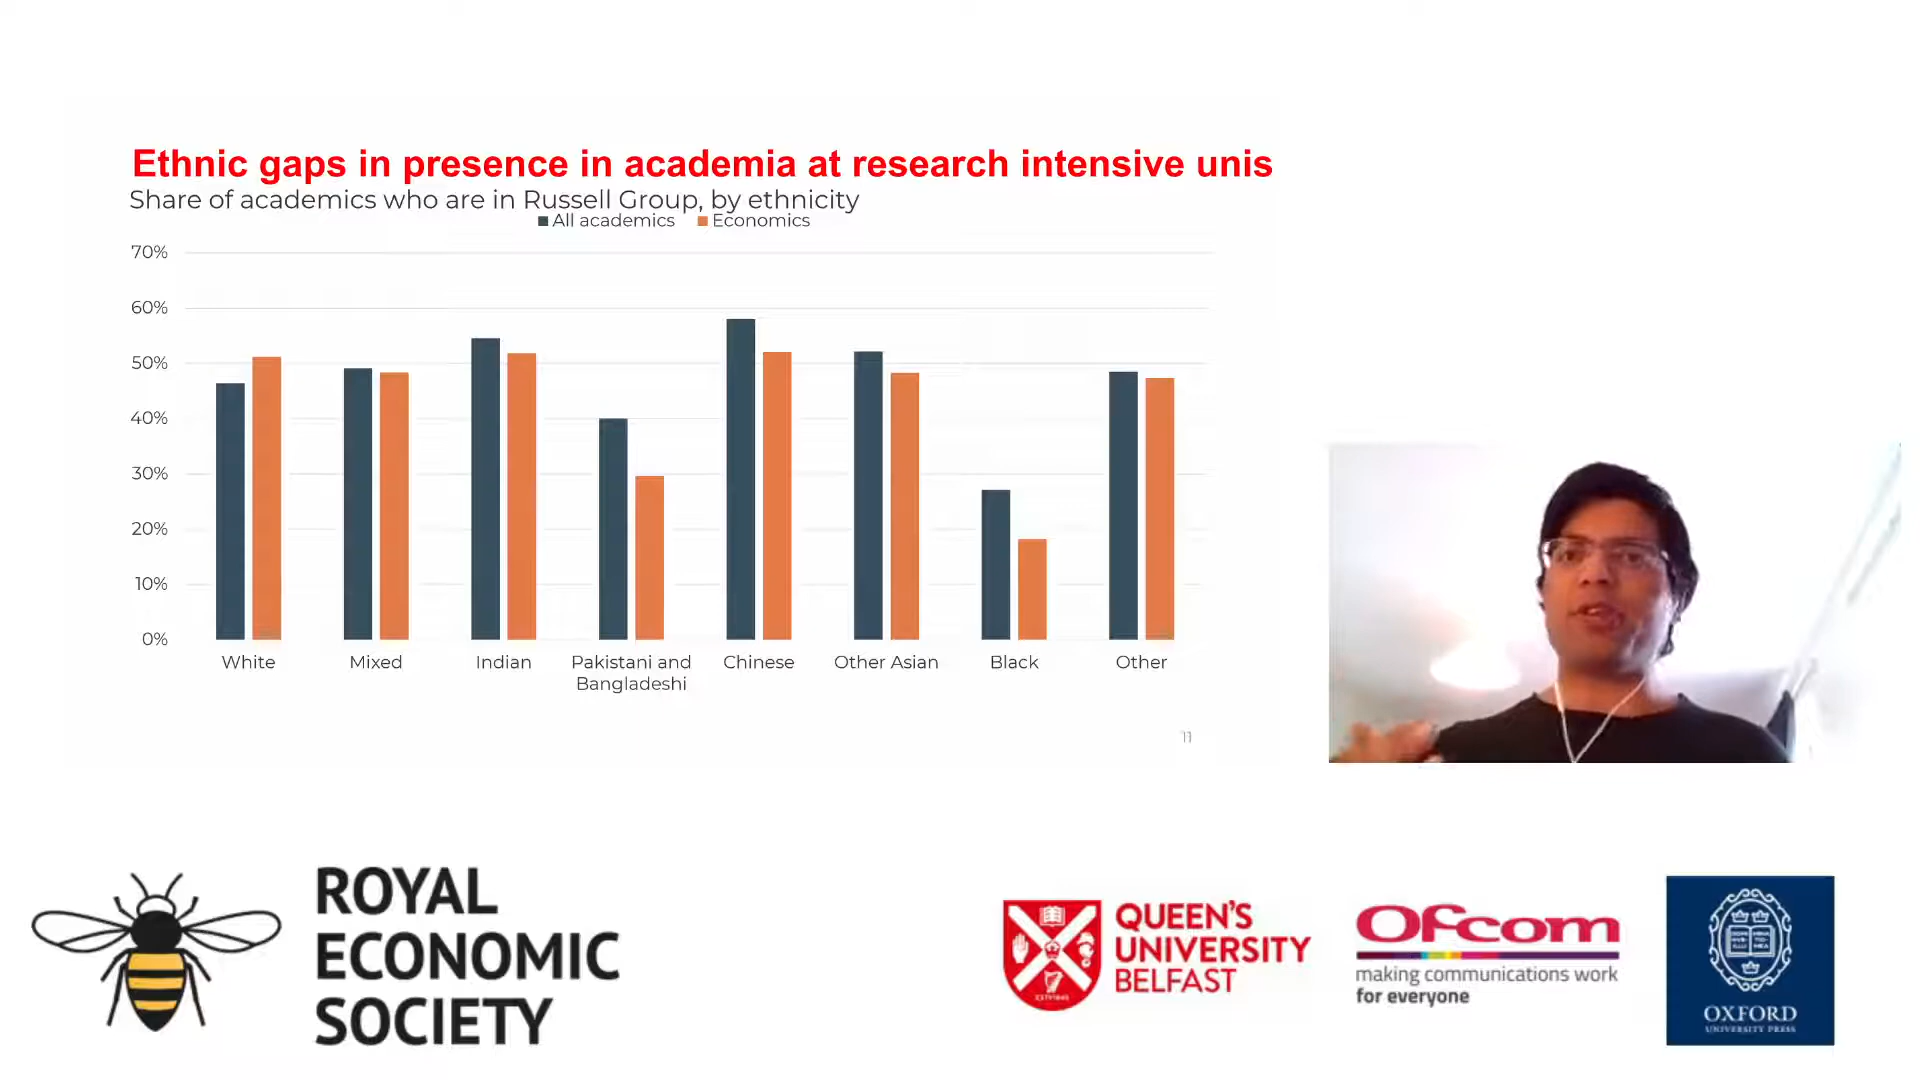 Ethnic gaps in presence in academia at research intensive unis
Share of academics who are in Russell Group, by ethnicity
All academics Economics
70%
60%
50%
40%
30%
20%
10%
0%
White Mixed Indian Pakistani and Chinese Other Asian Black Other
Bangladeshi
11
ROYAL
ECONOMIC
SOCIETY
QUEEN'S
UNIVERSITY
BELFAST
Ofcom
making communications work
for everyone
OXFORD
UNIVERSITY PRESS